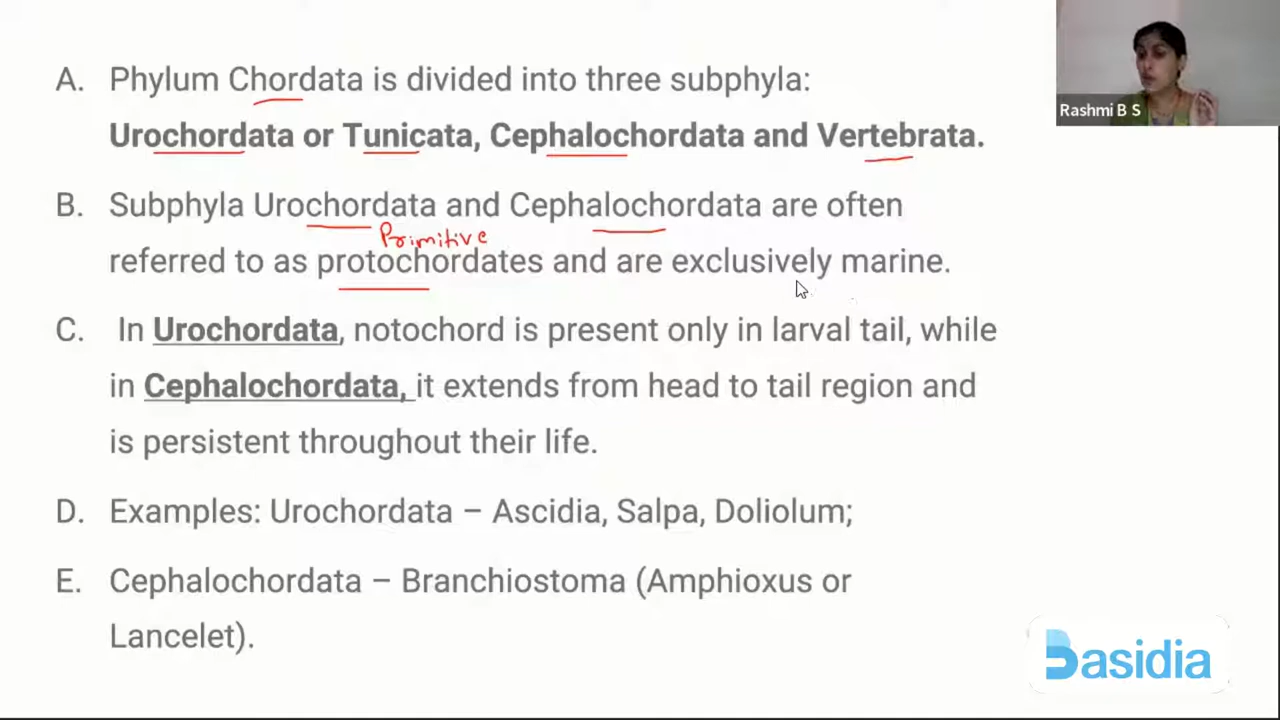 A. Phylum Chordata is divided into three subphyla:
Urochordata or Tunicata, Cephalochordata and Vertebrata.
B. Subphyla Urochordata and Cephalochordata are often
Primitive
referred to as protochordates and are exclusively marine.
C. In Urochordata, notochord is present only in larval tail, while
in Cephalochordata, it extends from head to tail region and
is persistent throughout their life.
D. Examples: Urochordata – Ascidia, Salpa, Doliolum;
E. Cephalochordata – Branchiostoma (Amphioxus or
Lancelet).
Rashmi B S
Basidia